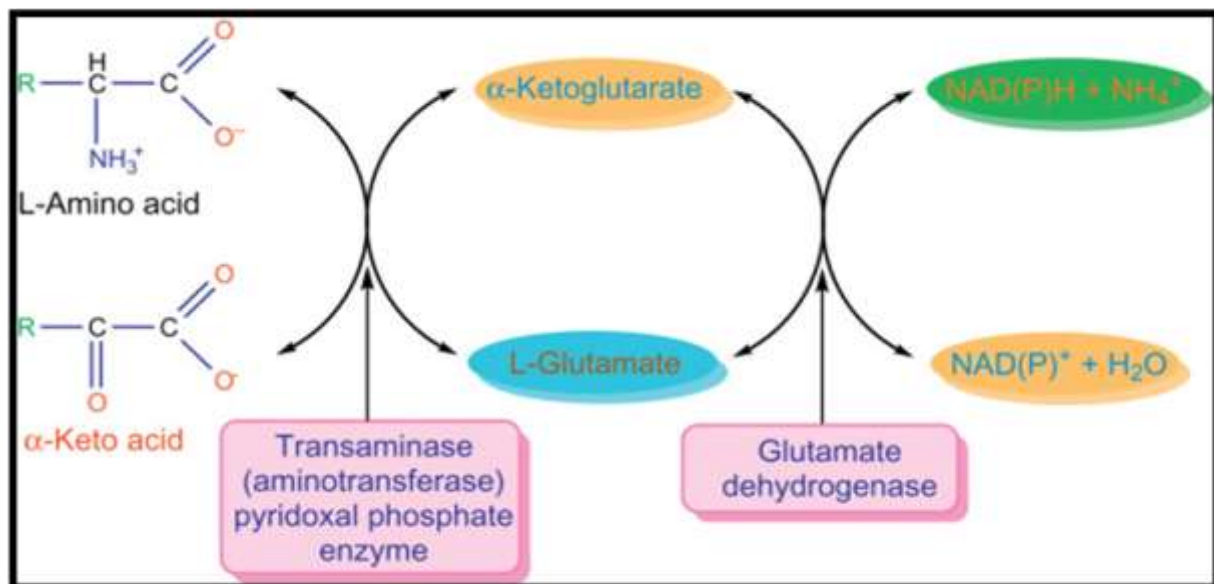 H
O
R
C
C
O⁻
NH₃⁺
L-Amino acid
α-Ketoglutarate
NAD(P)H + NH₄⁺
O
R
C
C
O⁻
O
α-Keto acid
L-Glutamate
NAD(P)⁺ + H₂O
Transaminase
(aminotransferase)
pyridoxal phosphate
enzyme
Glutamate
dehydrogenase